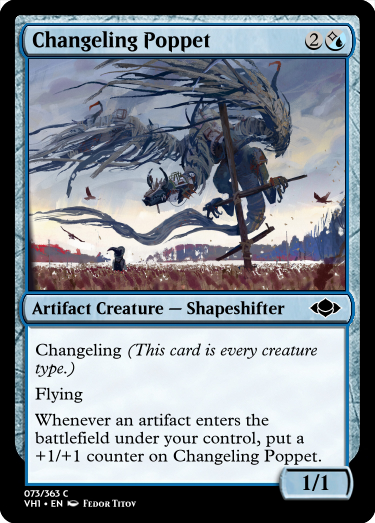 Changeling Poppet 2
Artifact Creature — Shapeshifter
Changeling (This card is every creature
type.)
Flying
Whenever an artifact enters the
battlefield under your control, put a
+1/+1 counter on Changeling Poppet.
1/1
073/363 C
VH1 • EN Fedor Titov